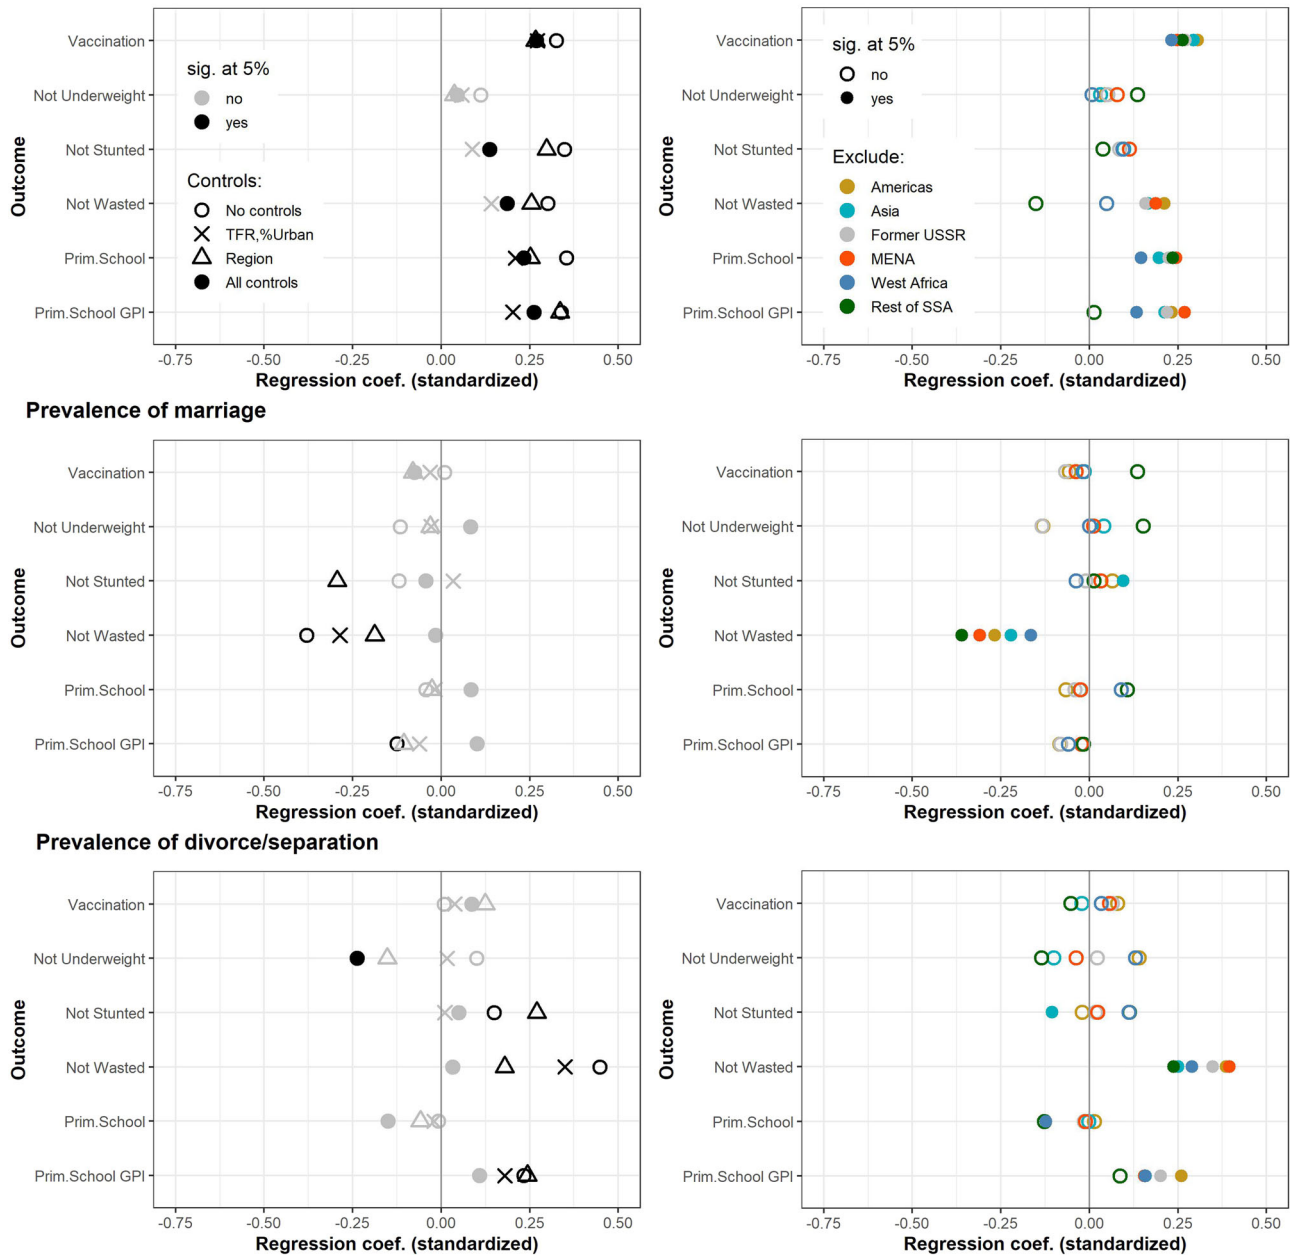 Vaccination
Not Underweight
Not Stunted
Not Wasted
Prim.School
Prim.School GPI
Outcome
sig. at 5%
no
yes
Controls:
No controls
TFR,%Urban
Region
All controls
-0.75 -0.50 -0.25 0.00 0.25 0.50
Regression coef. (standardized)
Vaccination
Not Underweight
Not Stunted
Not Wasted
Prim.School
Prim.School GPI
Outcome
sig. at 5%
no
yes
Exclude:
Americas
Asia
Former USSR
MENA
West Africa
Rest of SSA
-0.75 -0.50 -0.25 0.00 0.25 0.50
Regression coef. (standardized)
Prevalence of marriage
Vaccination
Not Underweight
Not Stunted
Not Wasted
Prim.School
Prim.School GPI
Outcome
-0.75 -0.50 -0.25 0.00 0.25 0.50
Regression coef. (standardized)
Vaccination
Not Underweight
Not Stunted
Not Wasted
Prim.School
Prim.School GPI
Outcome
-0.75 -0.50 -0.25 0.00 0.25 0.50
Regression coef. (standardized)
Prevalence of divorce/separation
Vaccination
Not Underweight
Not Stunted
Not Wasted
Prim.School
Prim.School GPI
Outcome
-0.75 -0.50 -0.25 0.00 0.25 0.50
Regression coef. (standardized)
Vaccination
Not Underweight
Not Stunted
Not Wasted
Prim.School
Prim.School GPI
Outcome
-0.75 -0.50 -0.25 0.00 0.25 0.50
Regression coef. (standardized)